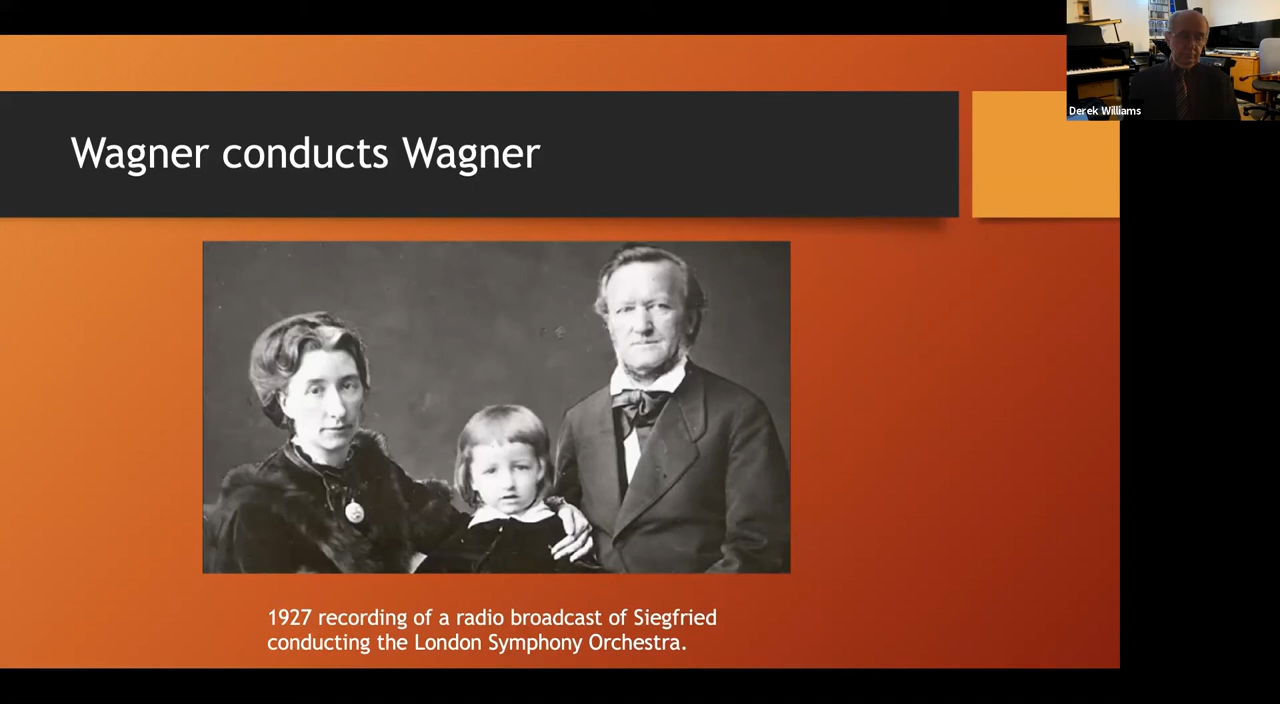 Derek Williams
Wagner conducts Wagner
1927 recording of a radio broadcast of Siegfried
conducting the London Symphony Orchestra.